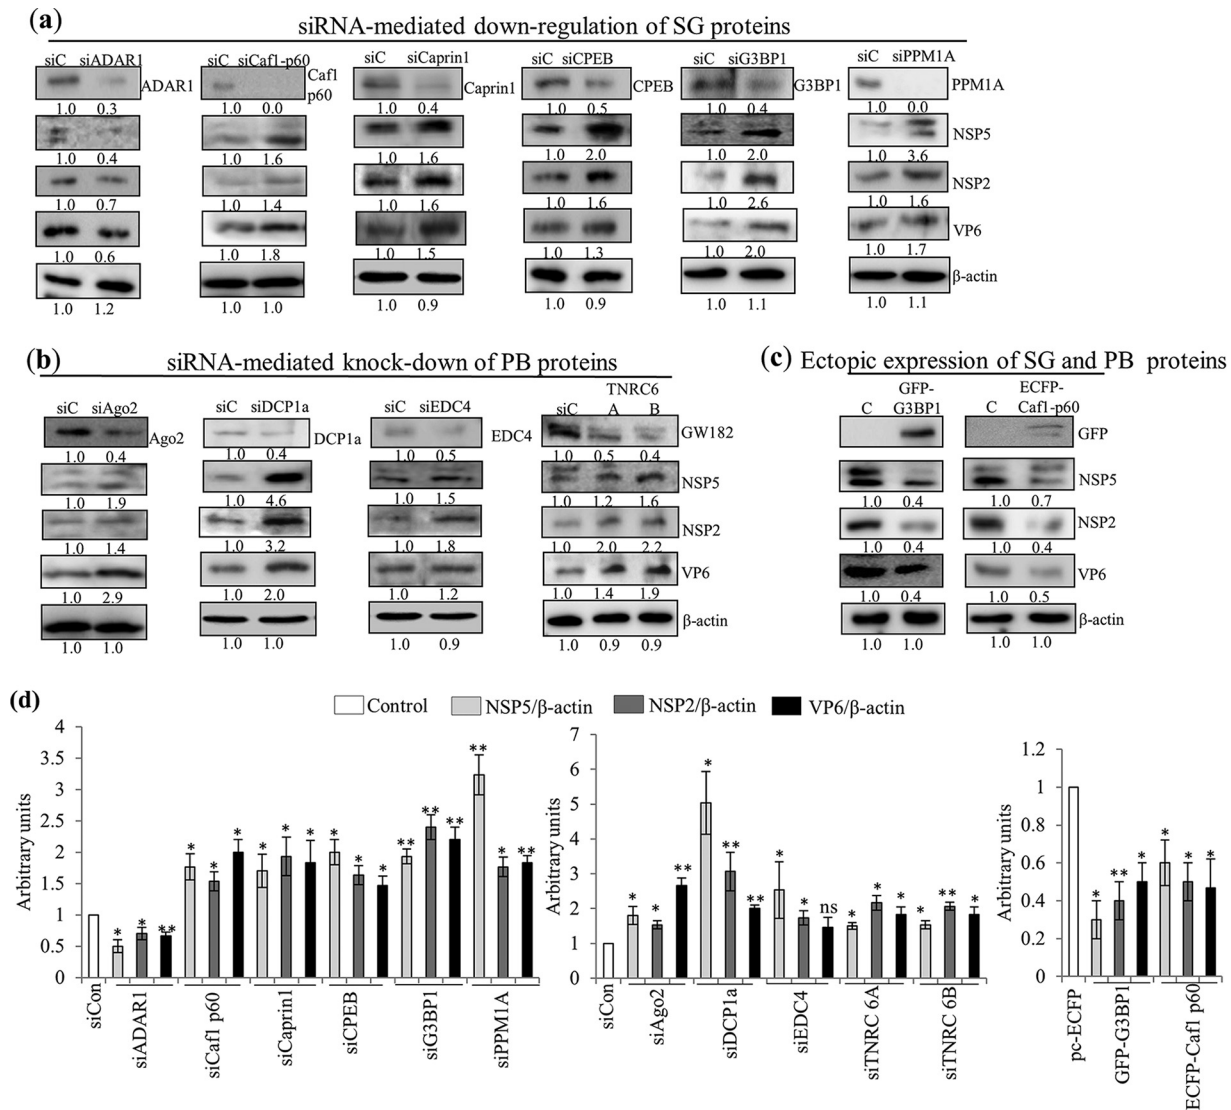 (a) siRNA-mediated down-regulation of SG proteins
siC siADAR1 siC siCaf1-p60 siC siCaprin1 siC siCPEB siC siG3BP1 siC siPPM1A
ADAR1 Caf1 p60 Caprin1 CPEB G3BP1 PPM1A
1.0 0.3 1.0 0.0 1.0 0.4 1.0 0.5 1.0 0.4 1.0 0.0
NSP5
1.0 0.4 1.0 1.6 1.0 1.6 1.0 2.0 1.0 2.0 1.0 3.6
NSP2
1.0 0.7 1.0 1.4 1.0 1.6 1.0 1.6 1.0 2.6 1.0 1.6
VP6
1.0 0.6 1.0 1.8 1.0 1.5 1.0 1.3 1.0 2.0 1.0 1.7
β-actin
1.0 1.2 1.0 1.0 1.0 0.9 1.0 0.9 1.0 1.1 1.0 1.1
(b) siRNA-mediated knock-down of PB proteins
TNRC6
siC siAgo2 siC siDCP1a siC siEDC4 siC A B
Ago2 DCP1a EDC4 GW182
1.0 0.4 1.0 0.4 1.0 0.5 1.0 0.5 0.4
NSP5
1.0 1.9 1.0 4.6 1.0 1.5 1.0 1.2 1.6
NSP2
1.0 1.4 1.0 3.2 1.0 1.8 1.0 2.0 2.2
VP6
1.0 2.9 1.0 2.0 1.0 1.2 1.0 1.4 1.9
β-actin
1.0 1.0 1.0 1.0 1.0 0.9 1.0 0.9 0.9
(c) Ectopic expression of SG and PB proteins
GFP- ECFP-
C G3BP1 C Caf1-p60
GFP
NSP5
1.0 0.4 1.0 0.7
NSP2
1.0 0.4 1.0 0.4
VP6
1.0 0.4 1.0 0.5
β-actin
1.0 1.0 1.0 1.0
(d)
Control NSP5/β-actin NSP2/β-actin VP6/β-actin
Arbitrary units
4
3.5
3
2.5
2
1.5
1
0.5
0
* * ** * * * * * * * * * ** ** ** ** ** **
siCon siADAR1 siCaf1 p60 siCaprin1 siCPEB siG3BP1 siPPM1A
Arbitrary units
7
6
5
4
3
2
1
0
* * ** * ** ** * * ns * * * * ** *
siCon siAgo2 siDCP1a siEDC4 siTNRC 6A siTNRC 6B
Arbitrary units
1.2
1
0.8
0.6
0.4
0.2
0
* ** * * * *
pc-ECFP GFP-G3BP1 ECFP-Caf1 p60